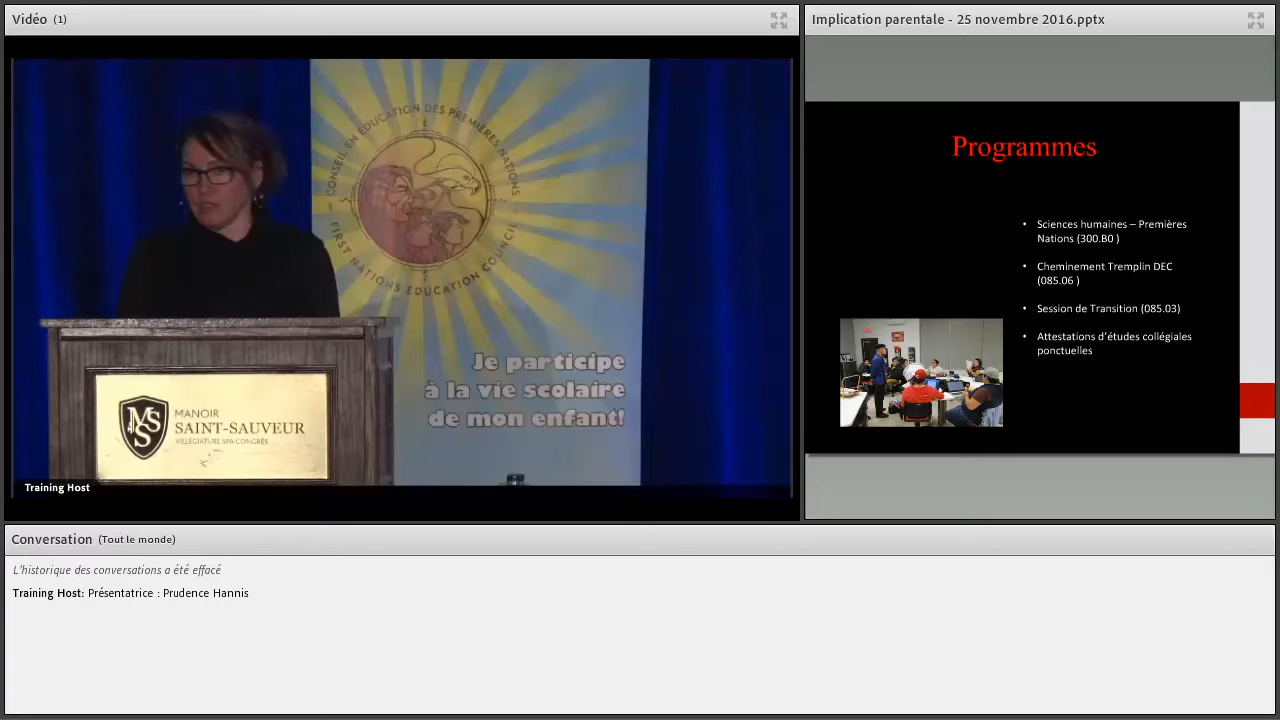 Vidéo (1)
CONSEIL EN ÉDUCATION DES PREMIÈRES NATIONS
FIRST NATIONS EDUCATION COUNCIL
Je participe
à la vie scolaire
de mon enfant!
MSS
MANOIR
SAINT-SAUVEUR
VILLÉGIATURE SPA CONGRÈS
Training Host
Implication parentale - 25 novembre 2016.pptx
Programmes
• Sciences humaines – Premières
Nations (300.B0 )
• Cheminement Tremplin DEC
(085.06 )
• Session de Transition (085.03)
• Attestations d'études collégiales
ponctuelles
Conversation (Tout le monde)
L'historique des conversations a été effacé
Training Host: Présentatrice : Prudence Hannis